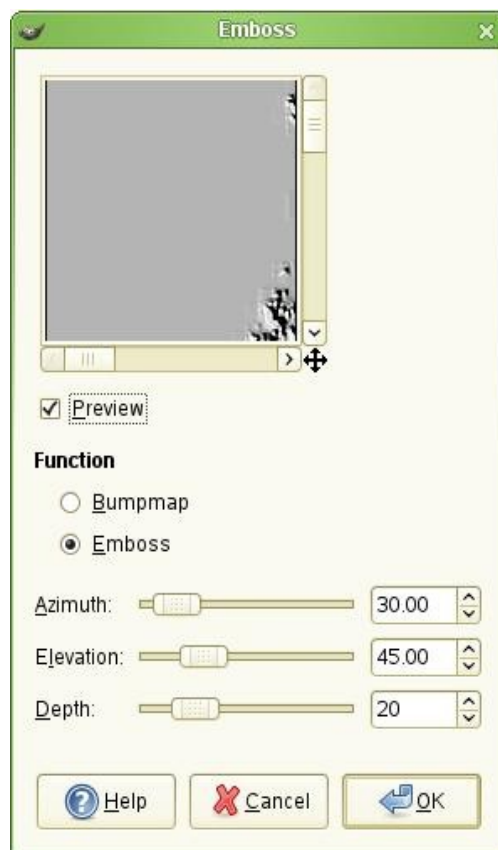 Emboss
Preview
Function
Bumpmap
Emboss
Azimuth: 30.00
Elevation: 45.00
Depth: 20
Help Cancel OK